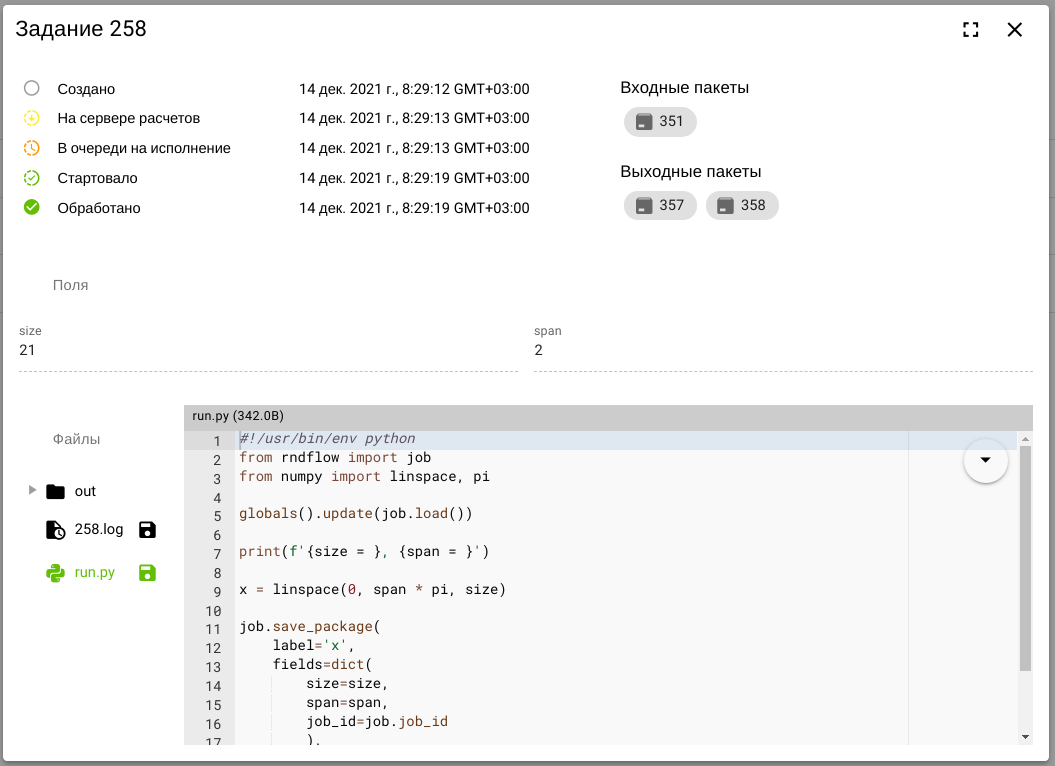 Задание 258
Создано 14 дек. 2021 г., 8:29:12 GMT+03:00
На сервере расчетов 14 дек. 2021 г., 8:29:13 GMT+03:00
В очереди на исполнение 14 дек. 2021 г., 8:29:13 GMT+03:00
Стартовало 14 дек. 2021 г., 8:29:19 GMT+03:00
Обработано 14 дек. 2021 г., 8:29:19 GMT+03:00
Входные пакеты
351
Выходные пакеты
357 358
Поля
size
21
span
2
Файлы
out
258.log
run.py
run.py (342.0B)
1 #!/usr/bin/env python
2 from rndflow import job
3 from numpy import linspace, pi
4
5 globals().update(job.load())
6
7 print(f'{size = }, {span = }')
8
9 x = linspace(0, span * pi, size)
10
11 job.save_package(
12     label='x',
13     fields=dict(
14         size=size,
15         span=span,
16         job_id=job.job_id
17         ),